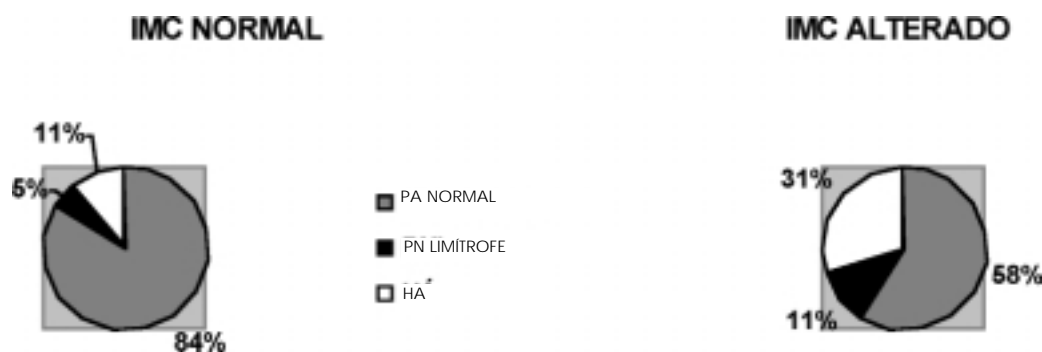 IMC NORMAL
IMC ALTERADO
11%
5%
84%
PA NORMAL
PN LIMÍTROFE
HA
31%
58%
11%